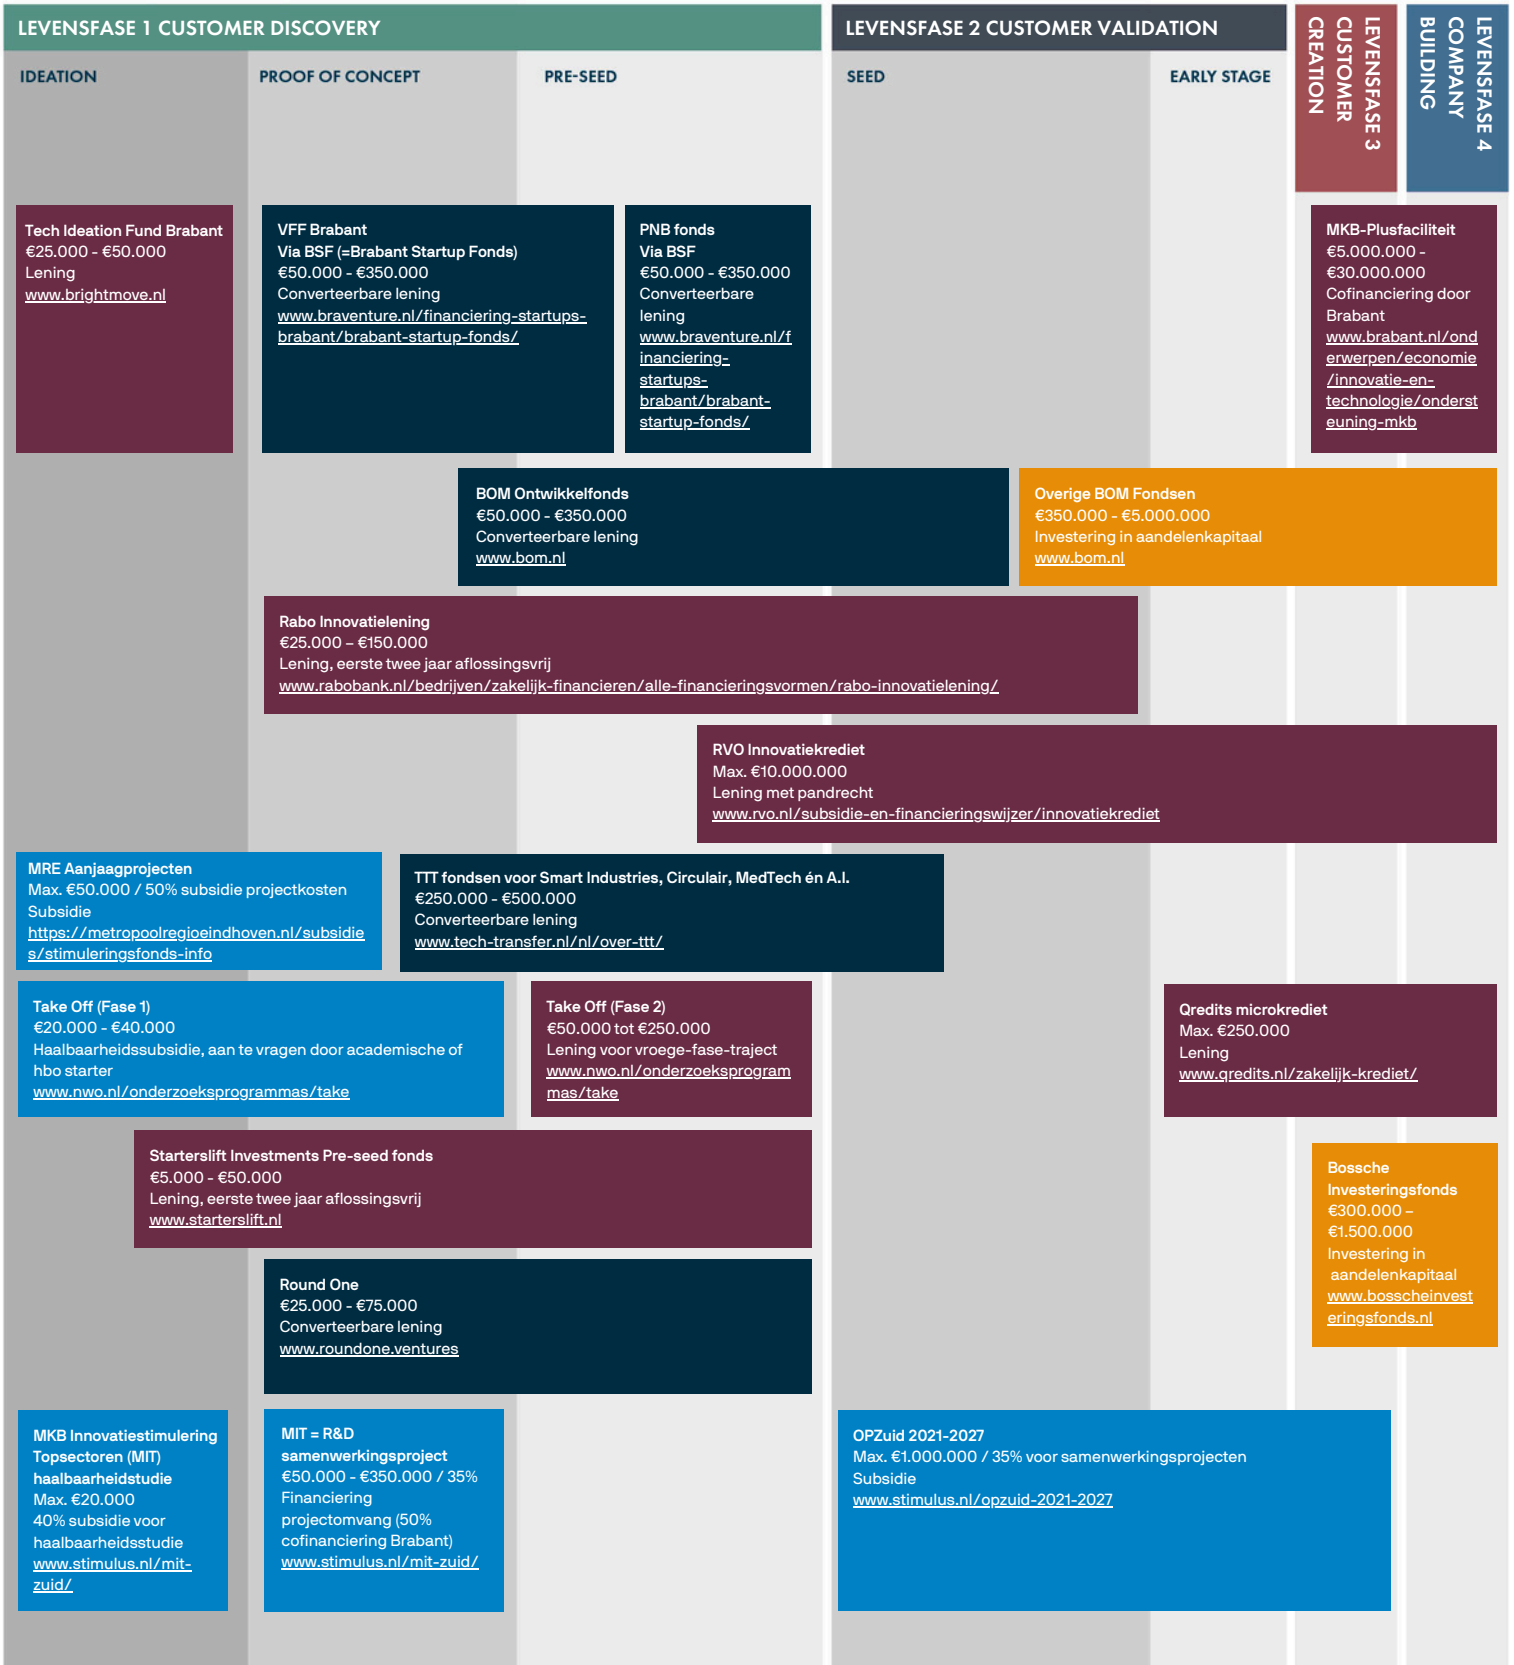 LEVENSFASE 1 CUSTOMER DISCOVERY
IDEATION
PROOF OF CONCEPT
PRE-SEED
LEVENSFASE 2 CUSTOMER VALIDATION
SEED
EARLY STAGE
LEVENSFASE 3
CUSTOMER
CREATION
LEVENSFASE 4
COMPANY
BUILDING
Tech Ideation Fund Brabant
€25.000 - €50.000
Lening
www.brightmove.nl
VFF Brabant
Via BSF (=Brabant Startup Fonds)
€50.000 - €350.000
Converteerbare lening
www.braventure.nl/financiering-startups-
brabant/brabant-startup-fonds/
PNB fonds
Via BSF
€50.000 - €350.000
Converteerbare
lening
www.braventure.nl/f
inanciering-
startups-
brabant/brabant-
startup-fonds/
MKB-Plusfaciliteit
€5.000.000 -
€30.000.000
Cofinanciering door
Brabant
www.brabant.nl/ond
erwerpen/economie
/innovatie-en-
technologie/onderst
euning-mkb
BOM Ontwikkelfonds
€50.000 - €350.000
Converteerbare lening
www.bom.nl
Overige BOM Fondsen
€350.000 - €5.000.000
Investering in aandelenkapitaal
www.bom.nl
Rabo Innovatielening
€25.000 – €150.000
Lening, eerste twee jaar aflossingsvrij
www.rabobank.nl/bedrijven/zakelijk-financieren/alle-financieringsvormen/rabo-innovatielening/
RVO Innovatiekrediet
Max. €10.000.000
Lening met pandrecht
www.rvo.nl/subsidie-en-financieringswijzer/innovatiekrediet
MRE Aanjaagprojecten
Max. €50.000 / 50% subsidie projectkosten
Subsidie
https://metropoolregioeindhoven.nl/subsidie
s/stimuleringsfonds-info
TTT fondsen voor Smart Industries, Circulair, MedTech én A.I.
€250.000 - €500.000
Converteerbare lening
www.tech-transfer.nl/nl/over-ttt/
Take Off (Fase 1)
€20.000 - €40.000
Haalbaarheidssubsidie, aan te vragen door academische of
hbo starter
www.nwo.nl/onderzoeksprogrammas/take
Take Off (Fase 2)
€50.000 tot €250.000
Lening voor vroege-fase-traject
www.nwo.nl/onderzoeksprogram
mas/take
Qredits microkrediet
Max. €250.000
Lening
www.qredits.nl/zakelijk-krediet/
Starterslift Investments Pre-seed fonds
€5.000 - €50.000
Lening, eerste twee jaar aflossingsvrij
www.starterslift.nl
Bossche
Investeringsfonds
€300.000 –
€1.500.000
Investering in
aandelenkapitaal
www.bosscheinvest
eringsfonds.nl
Round One
€25.000 - €75.000
Converteerbare lening
www.roundone.ventures
MKB Innovatiestimulering
Topsectoren (MIT)
haalbaarheidstudie
Max. €20.000
40% subsidie voor
haalbaarheidsstudie
www.stimulus.nl/mit-
zuid/
MIT = R&D
samenwerkingsproject
€50.000 - €350.000 / 35%
Financiering
projectomvang (50%
cofinanciering Brabant)
www.stimulus.nl/mit-zuid/
OPZuid 2021-2027
Max. €1.000.000 / 35% voor samenwerkingsprojecten
Subsidie
www.stimulus.nl/opzuid-2021-2027